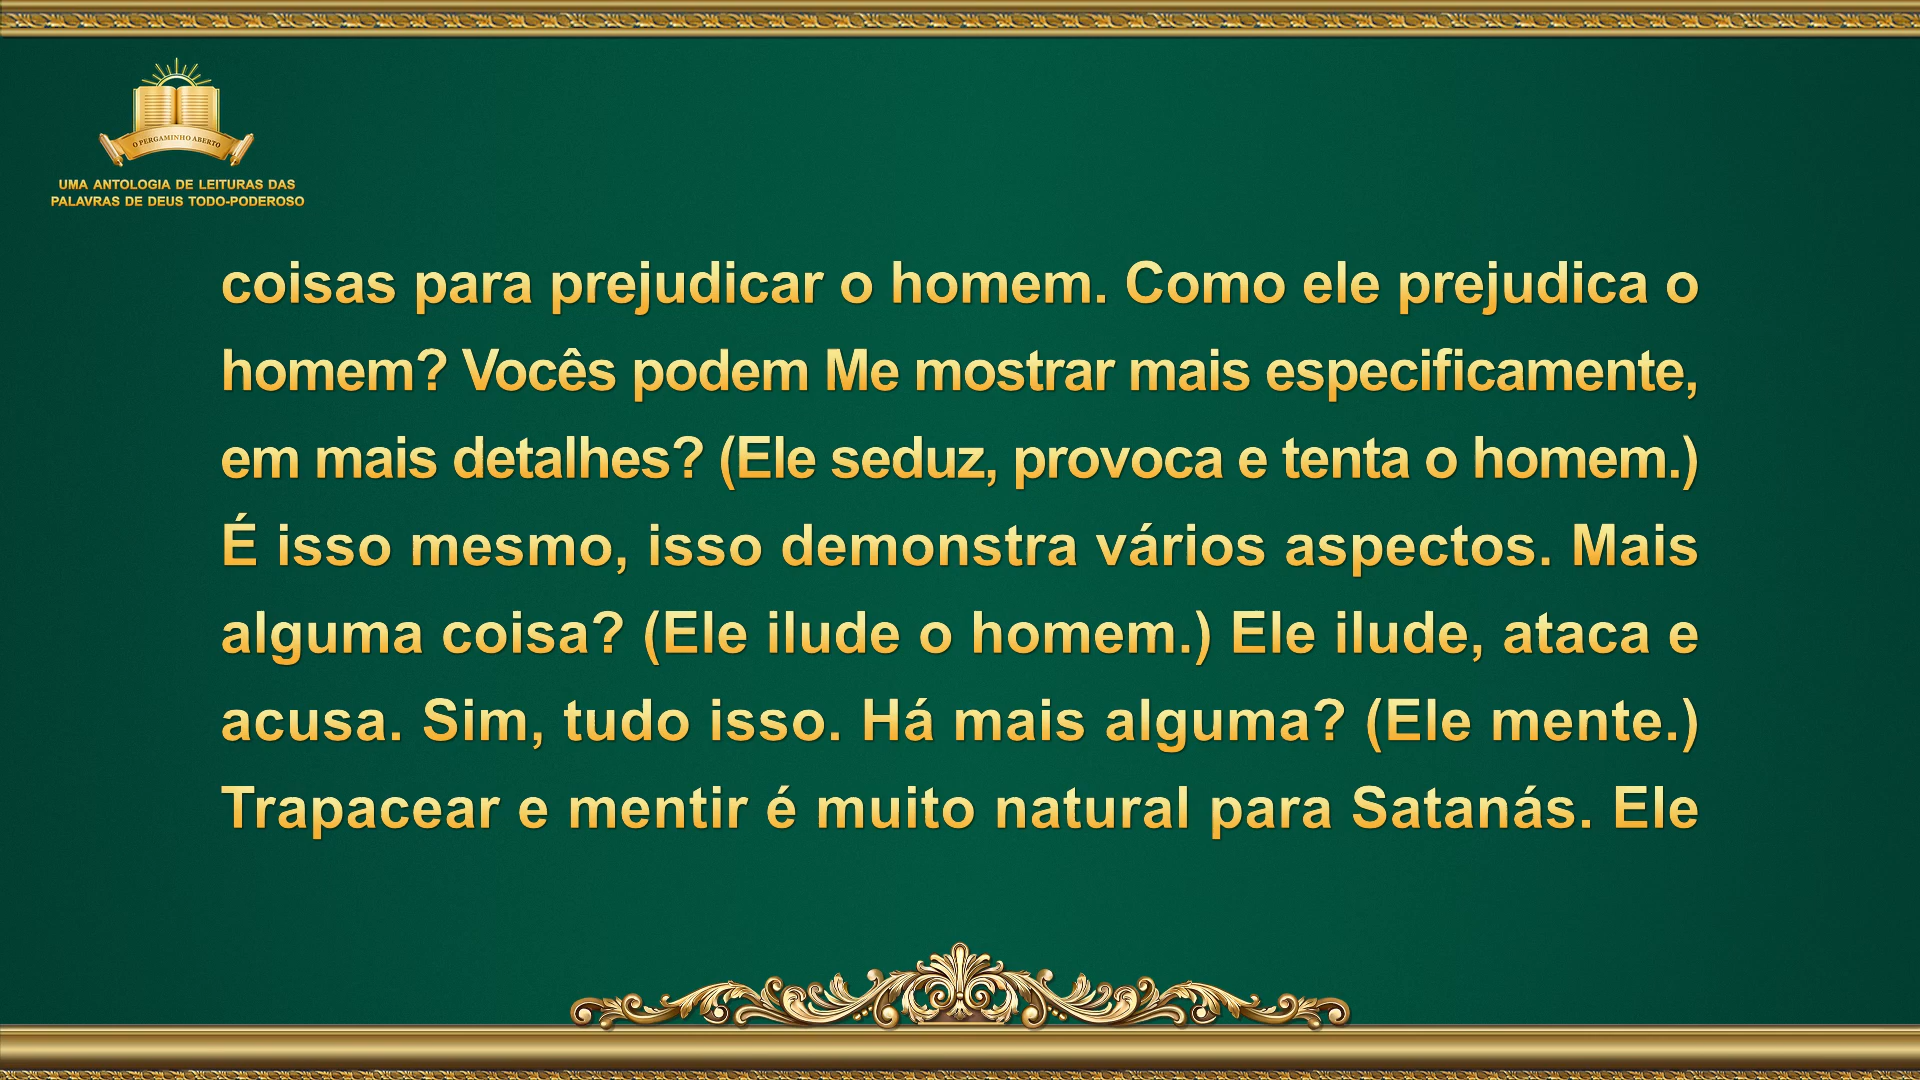 O PERGAMINHO ABERTO
UMA ANTOLOGIA DE LEITURAS DAS
PALAVRAS DE DEUS TODO-PODEROSO
coisas para prejudicar o homem. Como ele prejudica o
homem? Vocês podem Me mostrar mais especificamente,
em mais detalhes? (Ele seduz, provoca e tenta o homem.)
É isso mesmo, isso demonstra vários aspectos. Mais
alguma coisa? (Ele ilude o homem.) Ele ilude, ataca e
acusa. Sim, tudo isso. Há mais alguma? (Ele mente.)
Trapacear e mentir é muito natural para Satanás. Ele